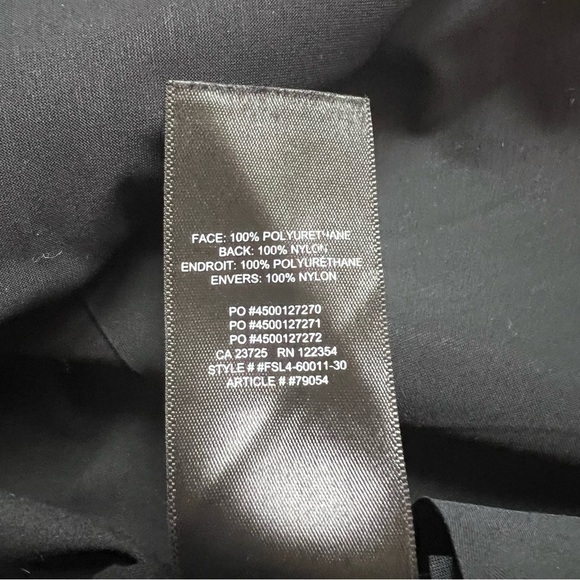 FACE: 100% POLYURETHANE
BACK: 100% NYLON
ENDROIT: 100% POLYURÉTHANE
ENVERS: 100% NYLON
PO #4500127270
PO #4500127271
PO #4500127272
CA 23725 RN 122354
STYLE # #FSL4-60011-30
ARTICLE # #79054